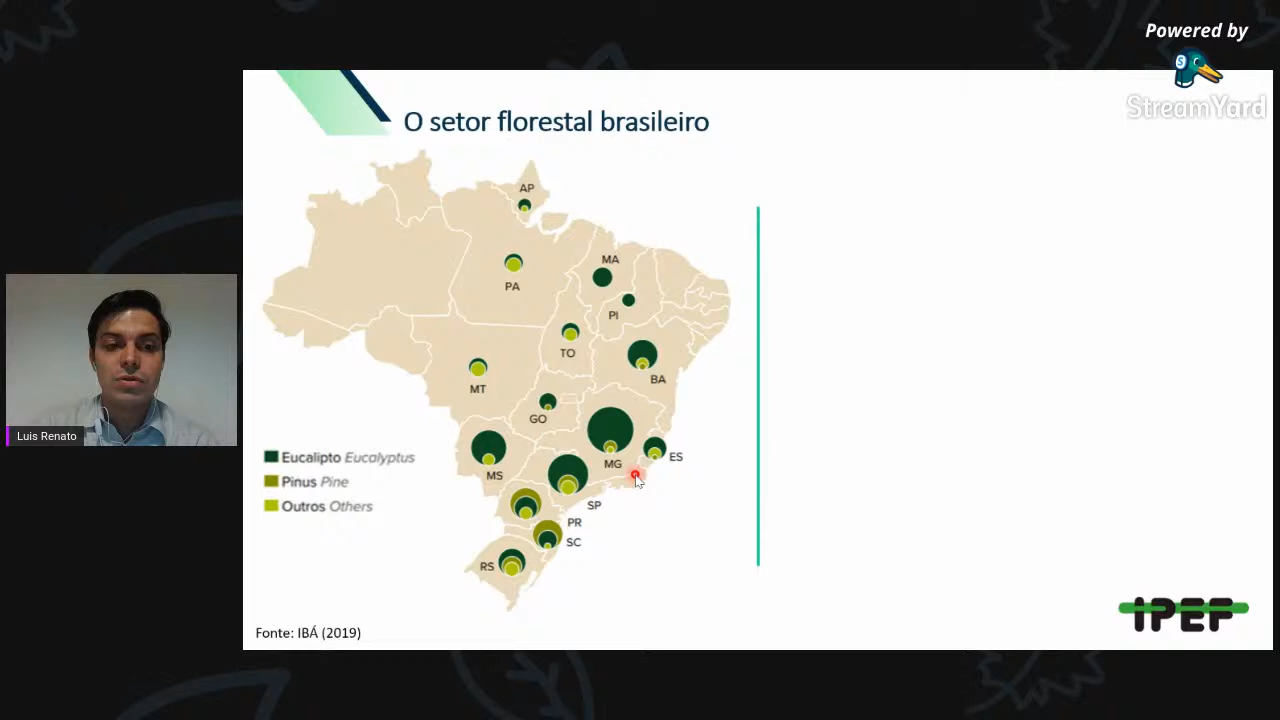 Powered by
S
StreamYard
O setor florestal brasileiro
AP
PA
MA
PI
TO
MT
BA
GO
MG
ES
MS
SP
PR
SC
RS
Eucalipto Eucalyptus
Pinus Pine
Outros Others
Luis Renato
Fonte: IBÁ (2019)
IPEF